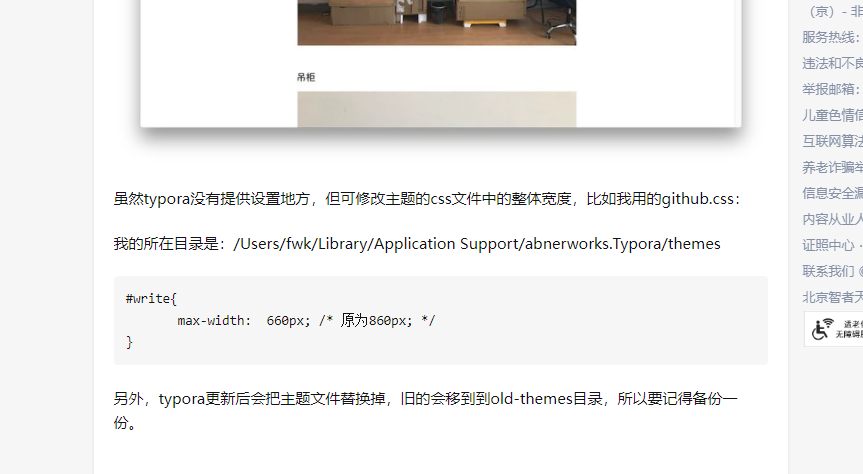 吊柜
虽然typora没有提供设置地方，但可修改主题的css文件中的整体宽度，比如我用的github.css：
我的所在目录是：/Users/fwk/Library/Application Support/abnerworks.Typora/themes
#write{
max-width: 660px; /* 原为860px; */
}
另外，typora更新后会把主题文件替换掉，旧的会移到到old-themes目录，所以要记得备份一
份。
（京）- 非
服务热线：
违法和不良
举报邮箱：
儿童色情信
互联网算法
养老诈骗举
信息安全漏
内容从业人
证照中心 ·
联系我们 ©
北京智者天
适老化
无障碍